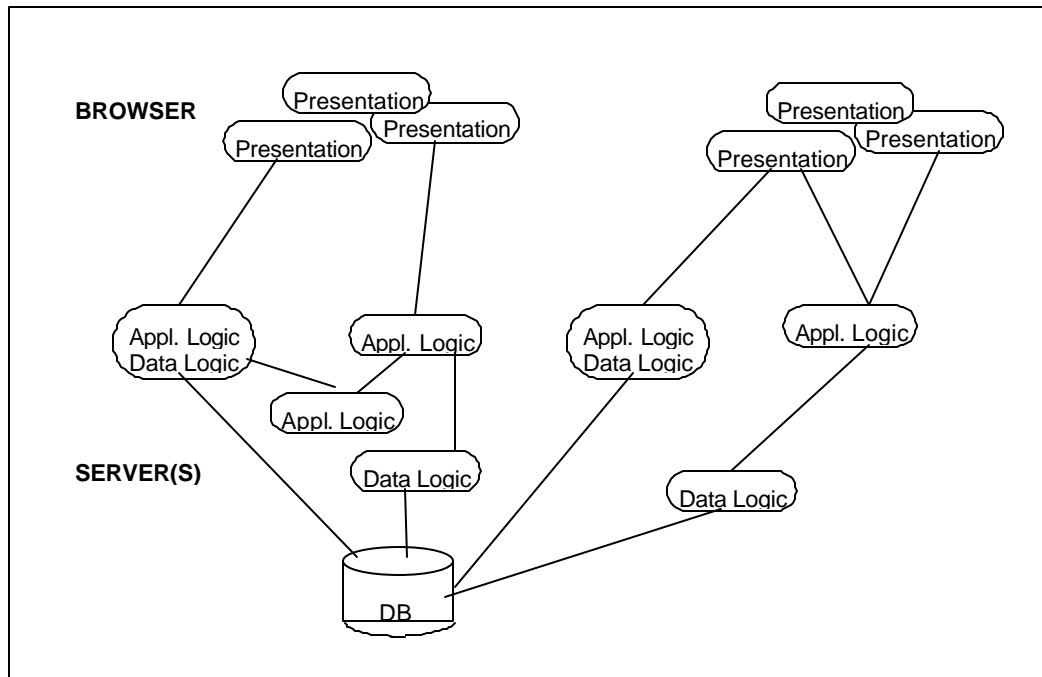 Presentation
Presentation
BROWSER
Presentation
Presentation
Presentation
Presentation
Appl. Logic
Data Logic
Appl. Logic
Appl. Logic
Appl. Logic
Data Logic
Appl. Logic
SERVER(S)
Data Logic
Data Logic
DB